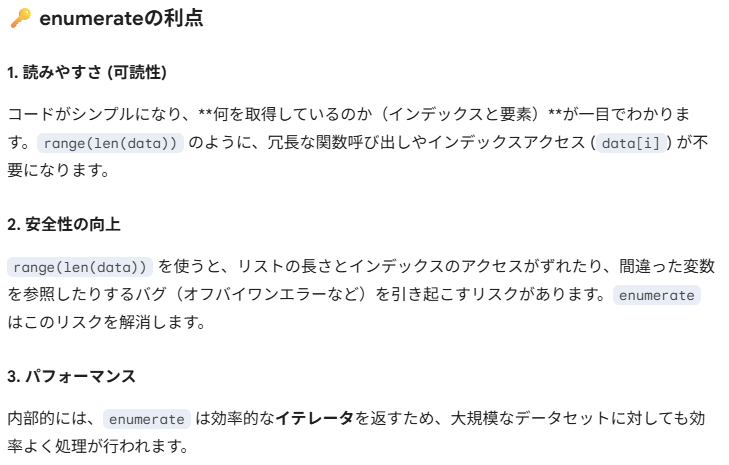 🔑 enumerateの利点
1. 読みやすさ (可読性)
コードがシンプルになり、**何を取得しているのか（インデックスと要素）**が一目でわかりま
す。 range(len(data)) のように、冗長な関数呼び出しやインデックスアクセス ( data[i] ) が不
要になります。
2. 安全性の向上
range(len(data)) を使うと、リストの長さとインデックスのアクセスがずれたり、間違った変数
を参照したりするバグ（オフバイワンエラーなど）を引き起こすリスクがあります。 enumerate
はこのリスクを解消します。
3. パフォーマンス
内部的には、 enumerate は効率的なイテレータを返すため、大規模なデータセットに対しても効
率よく処理が行われます。